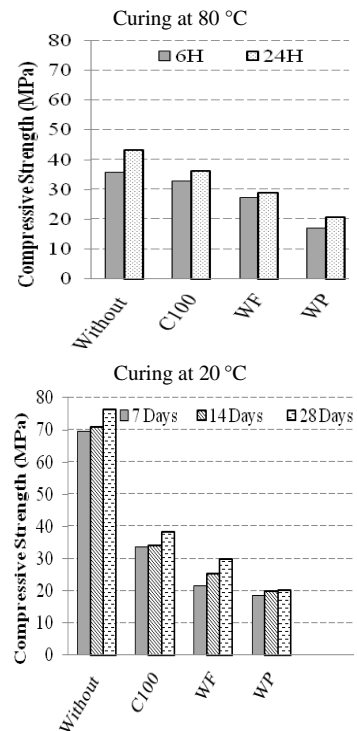 Curing at 80 °C
80
70
60
50
40
30
20
10
0
Compressive Strength (MPa)
6H 24H
Without C100 WF WP
Curing at 20 °C
80
70
60
50
40
30
20
10
0
Compressive Strength (MPa)
7 Days 14 Days 28 Days
Without C100 WF WP